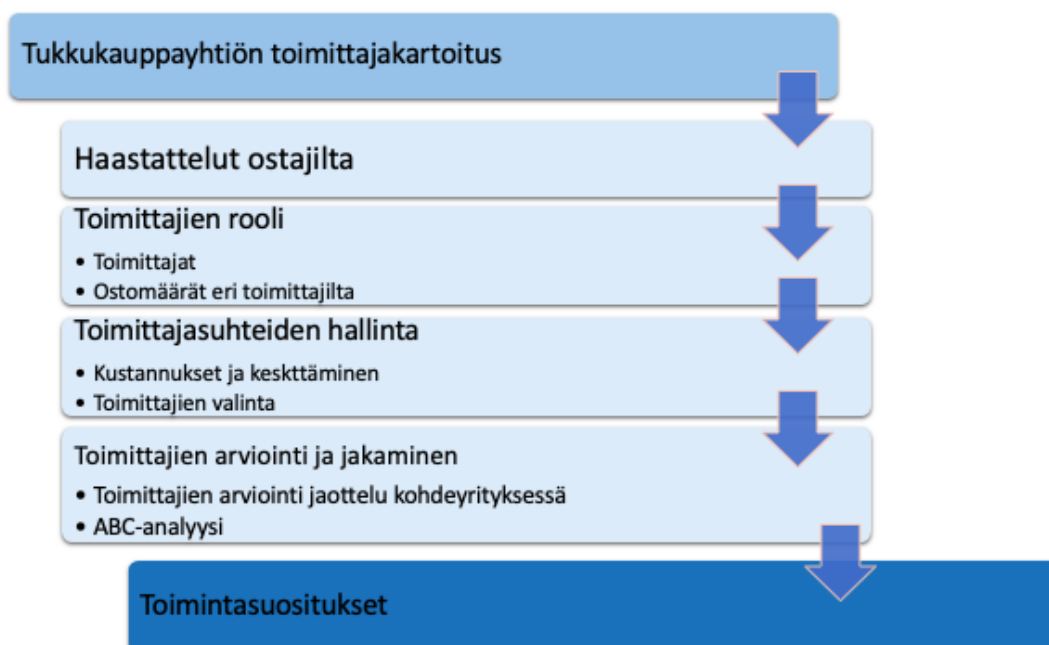 Tukkukauppayhtiön toimittajakartoitus
Haastattelut ostajilta
Toimittajien rooli
• Toimittajat
• Ostomäärät eri toimittajilta
Toimittajasuhteiden hallinta
• Kustannukset ja keskttäminen
• Toimittajien valinta
Toimittajien arviointi ja jakaminen
• Toimittajien arviointi jaottelu kohdeyrityksessä
• ABC-analyysi
Toimintasuositukset